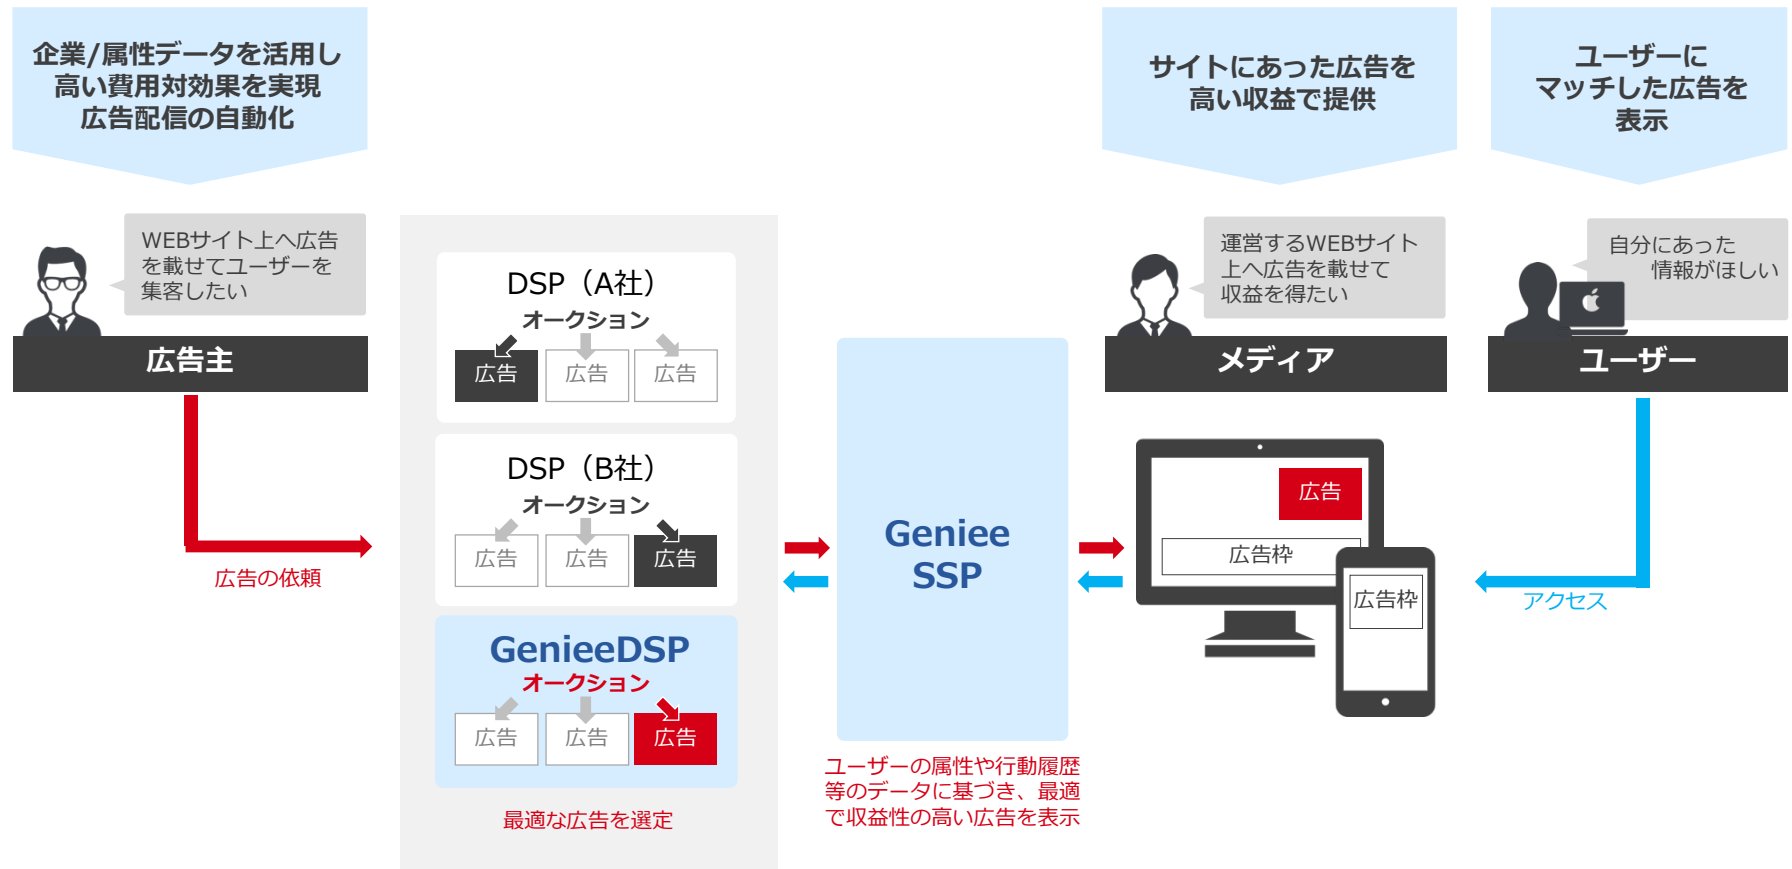 企業/属性データを活用し
高い費用対効果を実現
広告配信の自動化
サイトにあった広告を
高い収益で提供
ユーザーに
マッチした広告を
表示
WEBサイト上へ広告
を載せてユーザーを
集客したい
広告主
広告の依頼
DSP（A社）
オークション
広告
広告
広告
DSP（B社）
オークション
広告
広告
広告
GenieeDSP
オークション
広告
広告
広告
最適な広告を選定
Geniee
SSP
ユーザーの属性や行動履歴
等のデータに基づき、最適
で収益性の高い広告を表示
運営するWEBサイト
上へ広告を載せて
収益を得たい
メディア
広告
広告枠
広告枠
自分にあった
情報がほしい
ユーザー
アクセス